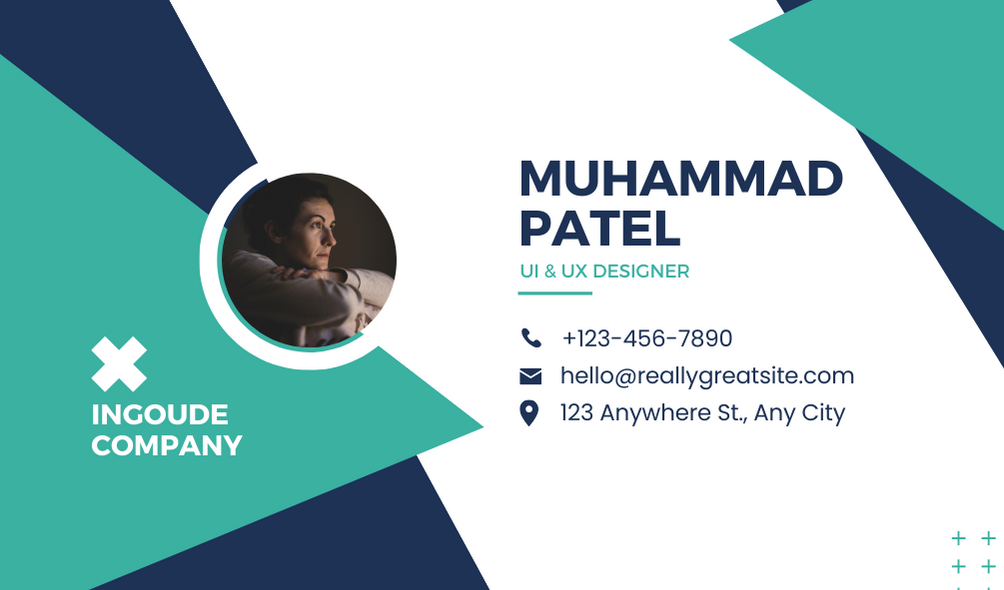 MUHAMMAD
PATEL
UI & UX DESIGNER
+123-456-7890
hello@reallygreatsite.com
123 Anywhere St., Any City
INGOUDE
COMPANY